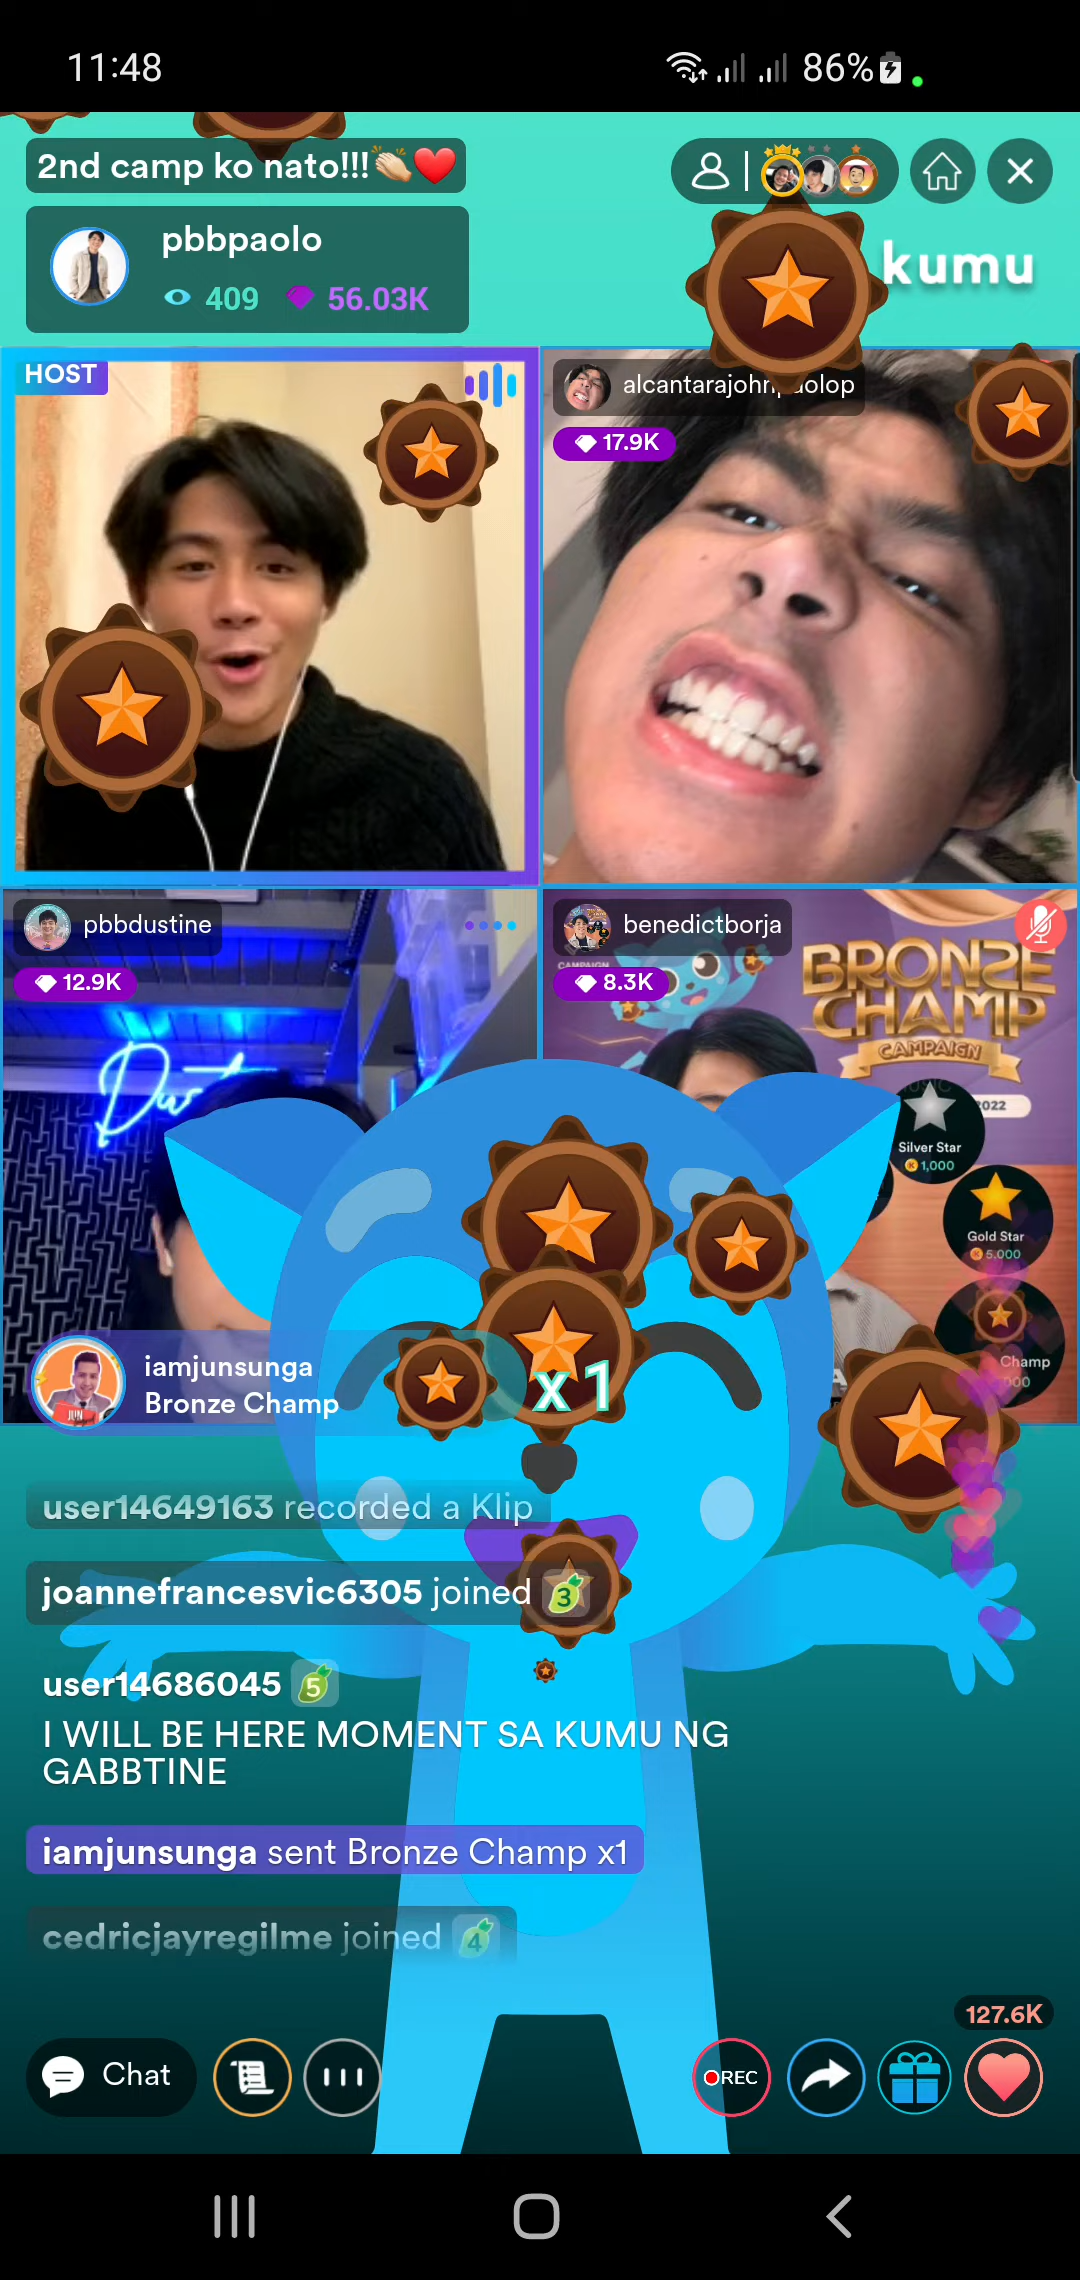 11:48
86%
2nd camp ko nato!!!👏🏻❤️
pbbpaolo
409 56.03K
kumu
HOST
17.9K
pbbdustine
12.9K
benedictborja
8.3K
BRONZE
CHAMP
CAMPAIGN
CAMPAIGN
2022
Silver Star
1,000
Gold Star
5,000
Champ
iamjunsunga
Bronze Champ
x 1
user14649163 recorded a Klip
joannefrancesvic6305 joined 3
user14686045 5
I WILL BE HERE MOMENT SA KUMU NG
GABBTINE
iamjunsunga sent Bronze Champ x1
cedricjayregilme joined 4
127.6K
Chat
REC